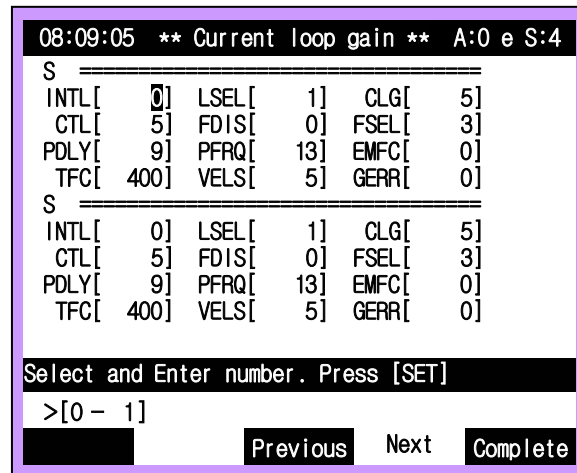 08:09:05 ** Current loop gain ** A:0 e S:4
S ===================================
INTL[ 0] LSEL[ 1] CLG[ 5]
CTL[ 5] FDIS[ 0] FSEL[ 3]
PDLY[ 9] PFRQ[ 13] EMFC[ 0]
TFC[ 400] VELS[ 5] GERR[ 0]
S ===================================
INTL[ 0] LSEL[ 1] CLG[ 5]
CTL[ 5] FDIS[ 0] FSEL[ 3]
PDLY[ 9] PFRQ[ 13] EMFC[ 0]
TFC[ 400] VELS[ 5] GERR[ 0]
Select and Enter number. Press [SET]
>[0 - 1]
Previous Next Complete